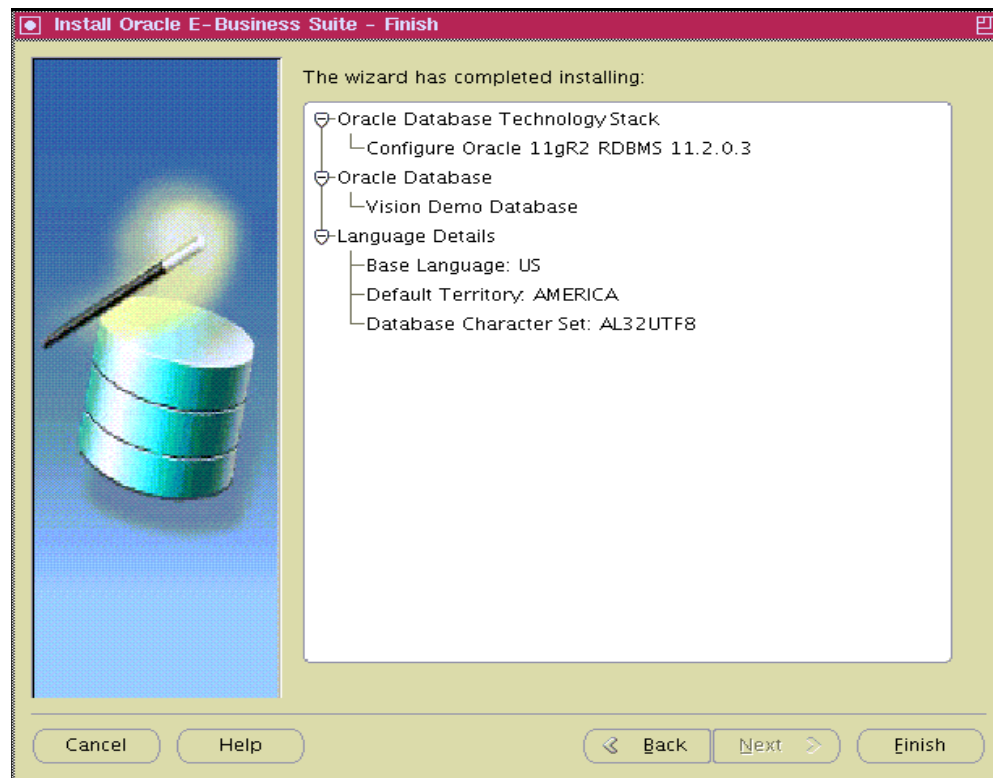 Install Oracle E-Business Suite - Finish
The wizard has completed installing:
Oracle Database Technology Stack
Configure Oracle 11gR2 RDBMS 11.2.0.3
Oracle Database
Vision Demo Database
Language Details
Base Language: US
Default Territory: AMERICA
Database Character Set: AL32UTF8
Cancel Help Back Next Finish